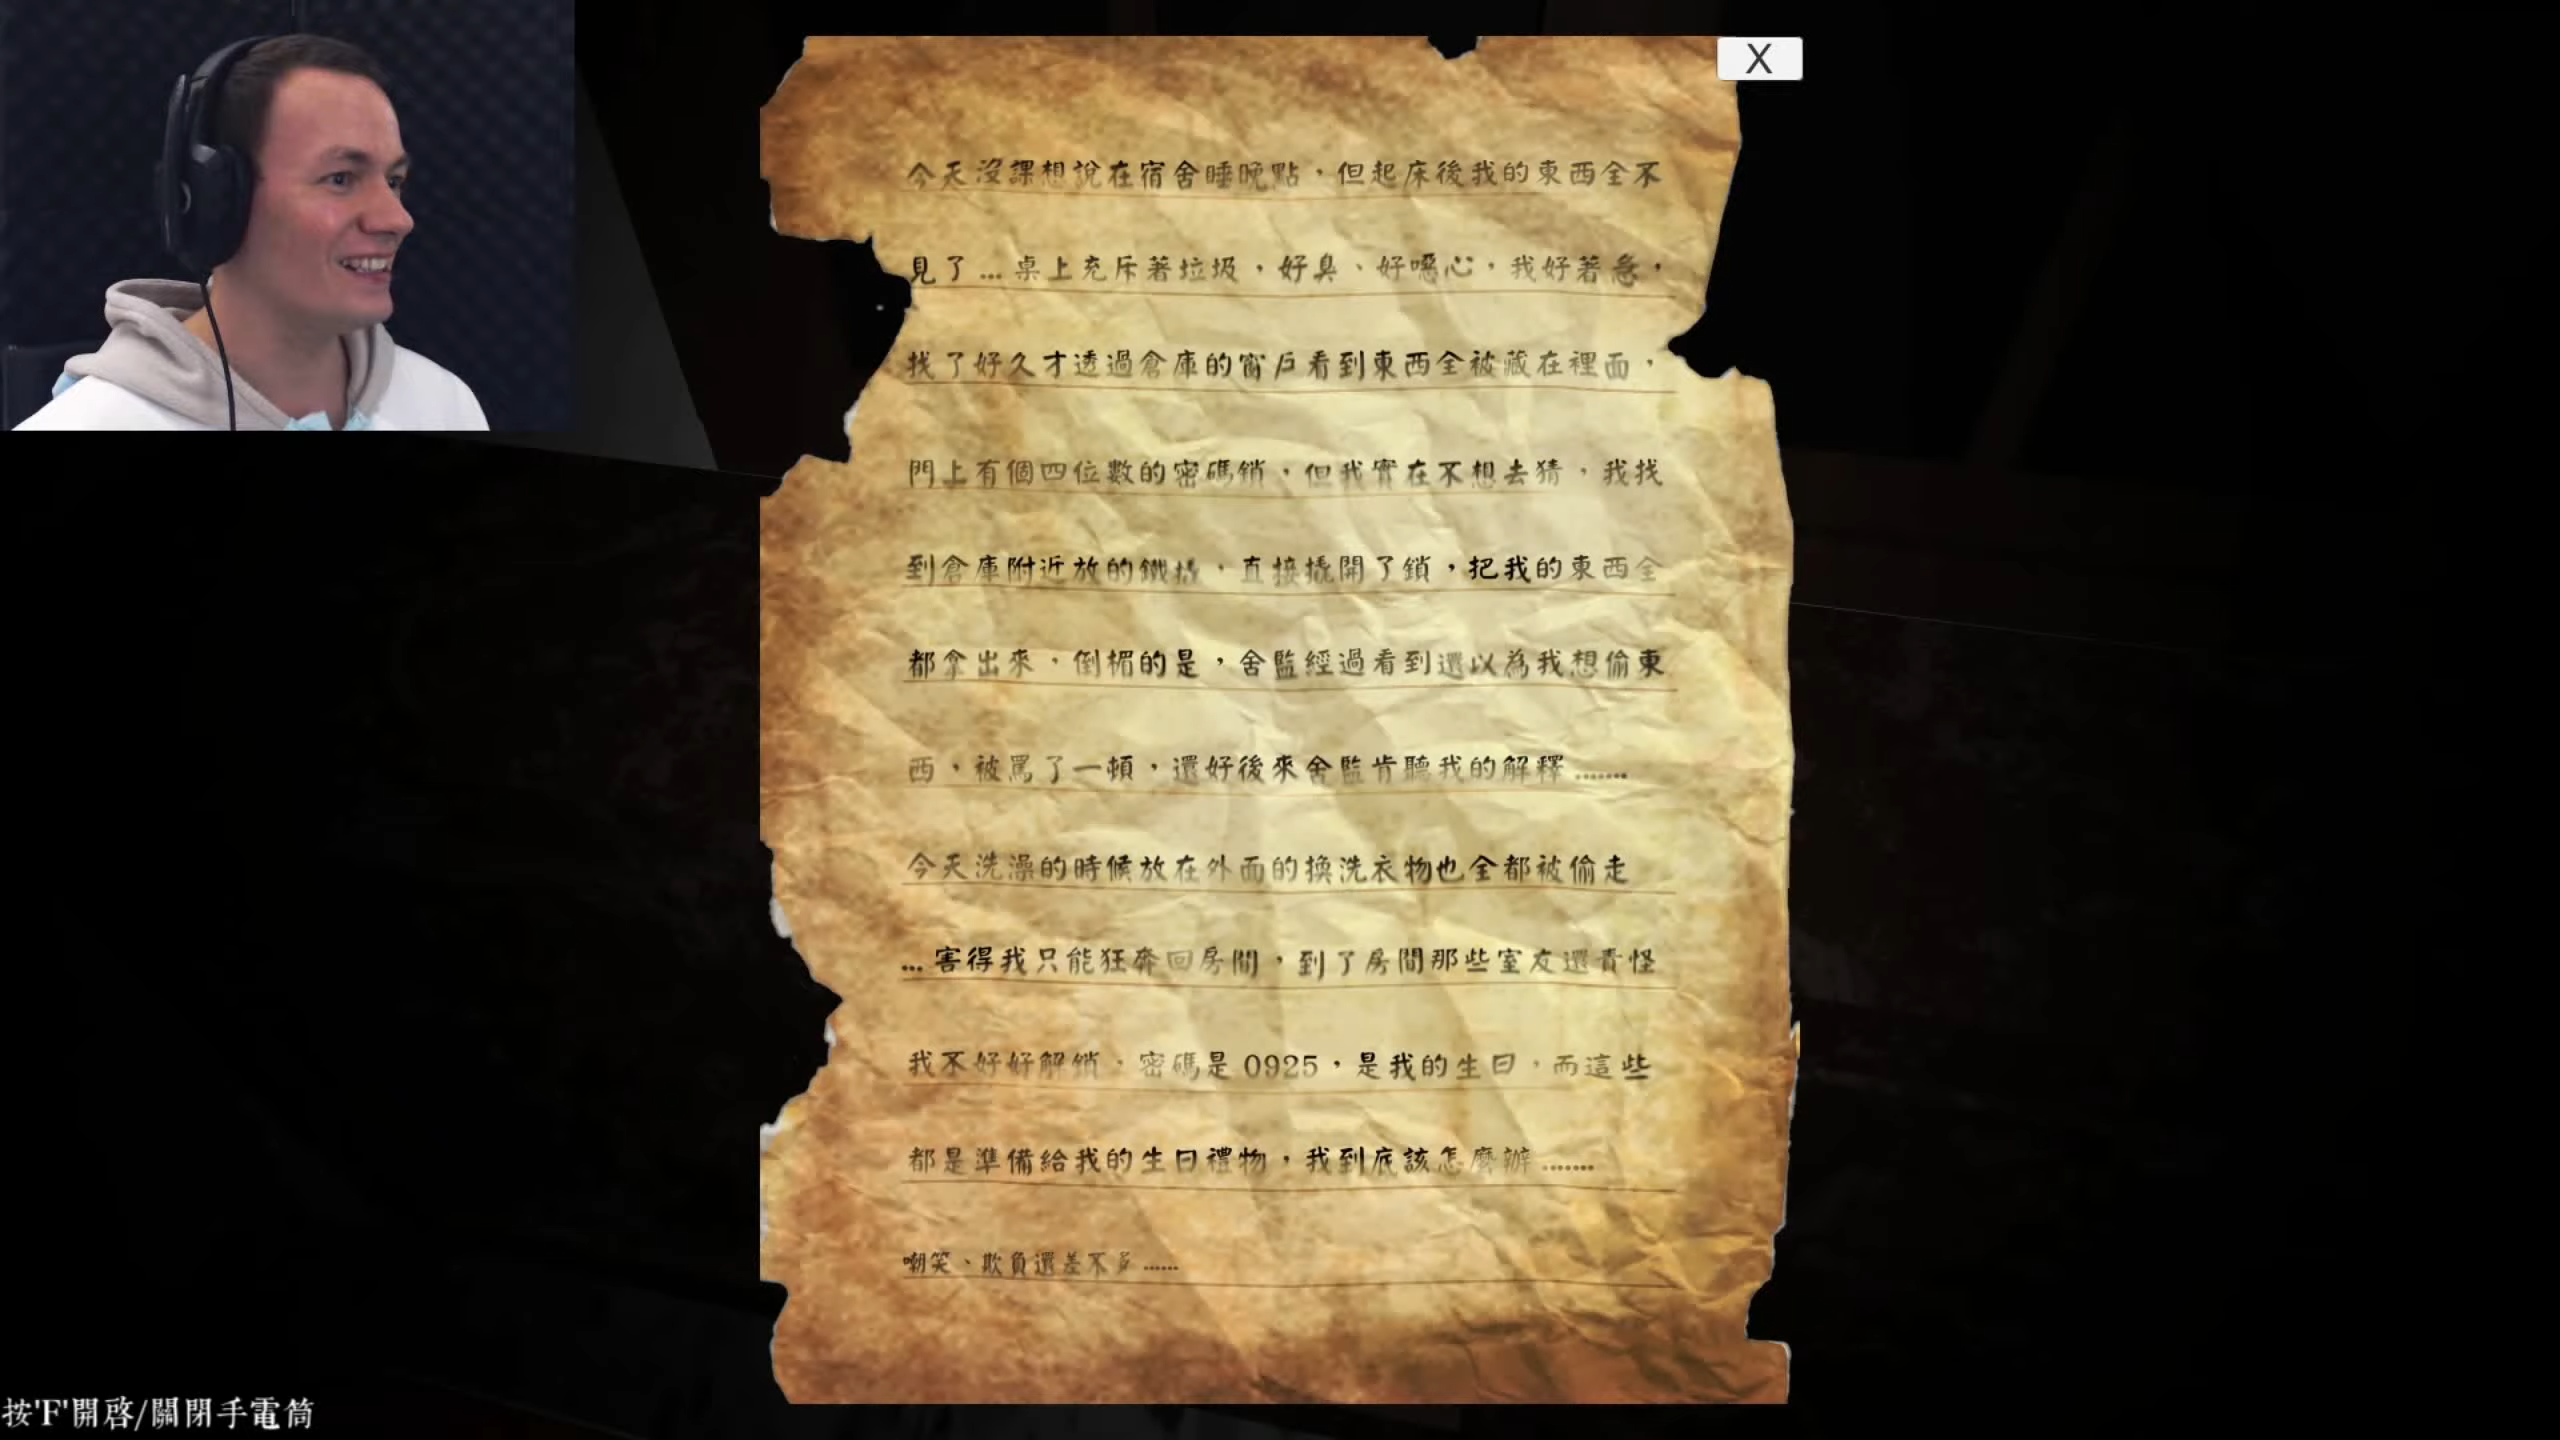 X
今天沒課想說在宿舍睡晚點，但起床後我的東西全不
見了...桌上充斥著垃圾，好臭、好噁心，我好著急，
找了好久才透過倉庫的窗戶看到東西全被藏在裡面，
門上有個四位數的密碼鎖，但我實在不想去猜，我找
到倉庫附近放的鐵撬，直接撬開了鎖，把我的東西全
都拿出來，倒楣的是，舍監經過看到還以為我想偷東
西，被罵了一頓，還好後來舍監肯聽我的解釋.......
今天洗澡的時候放在外面的換洗衣物也全都被偷走
...害得我只能狂奔回房間，到了房間那些室友還責怪
我不好好解鎖，密碼是0925，是我的生日，而這些
都是準備給我的生日禮物，我到底該怎麼辦.......
嘲笑、欺負還差不多......
按'F'開啓/關閉手電筒